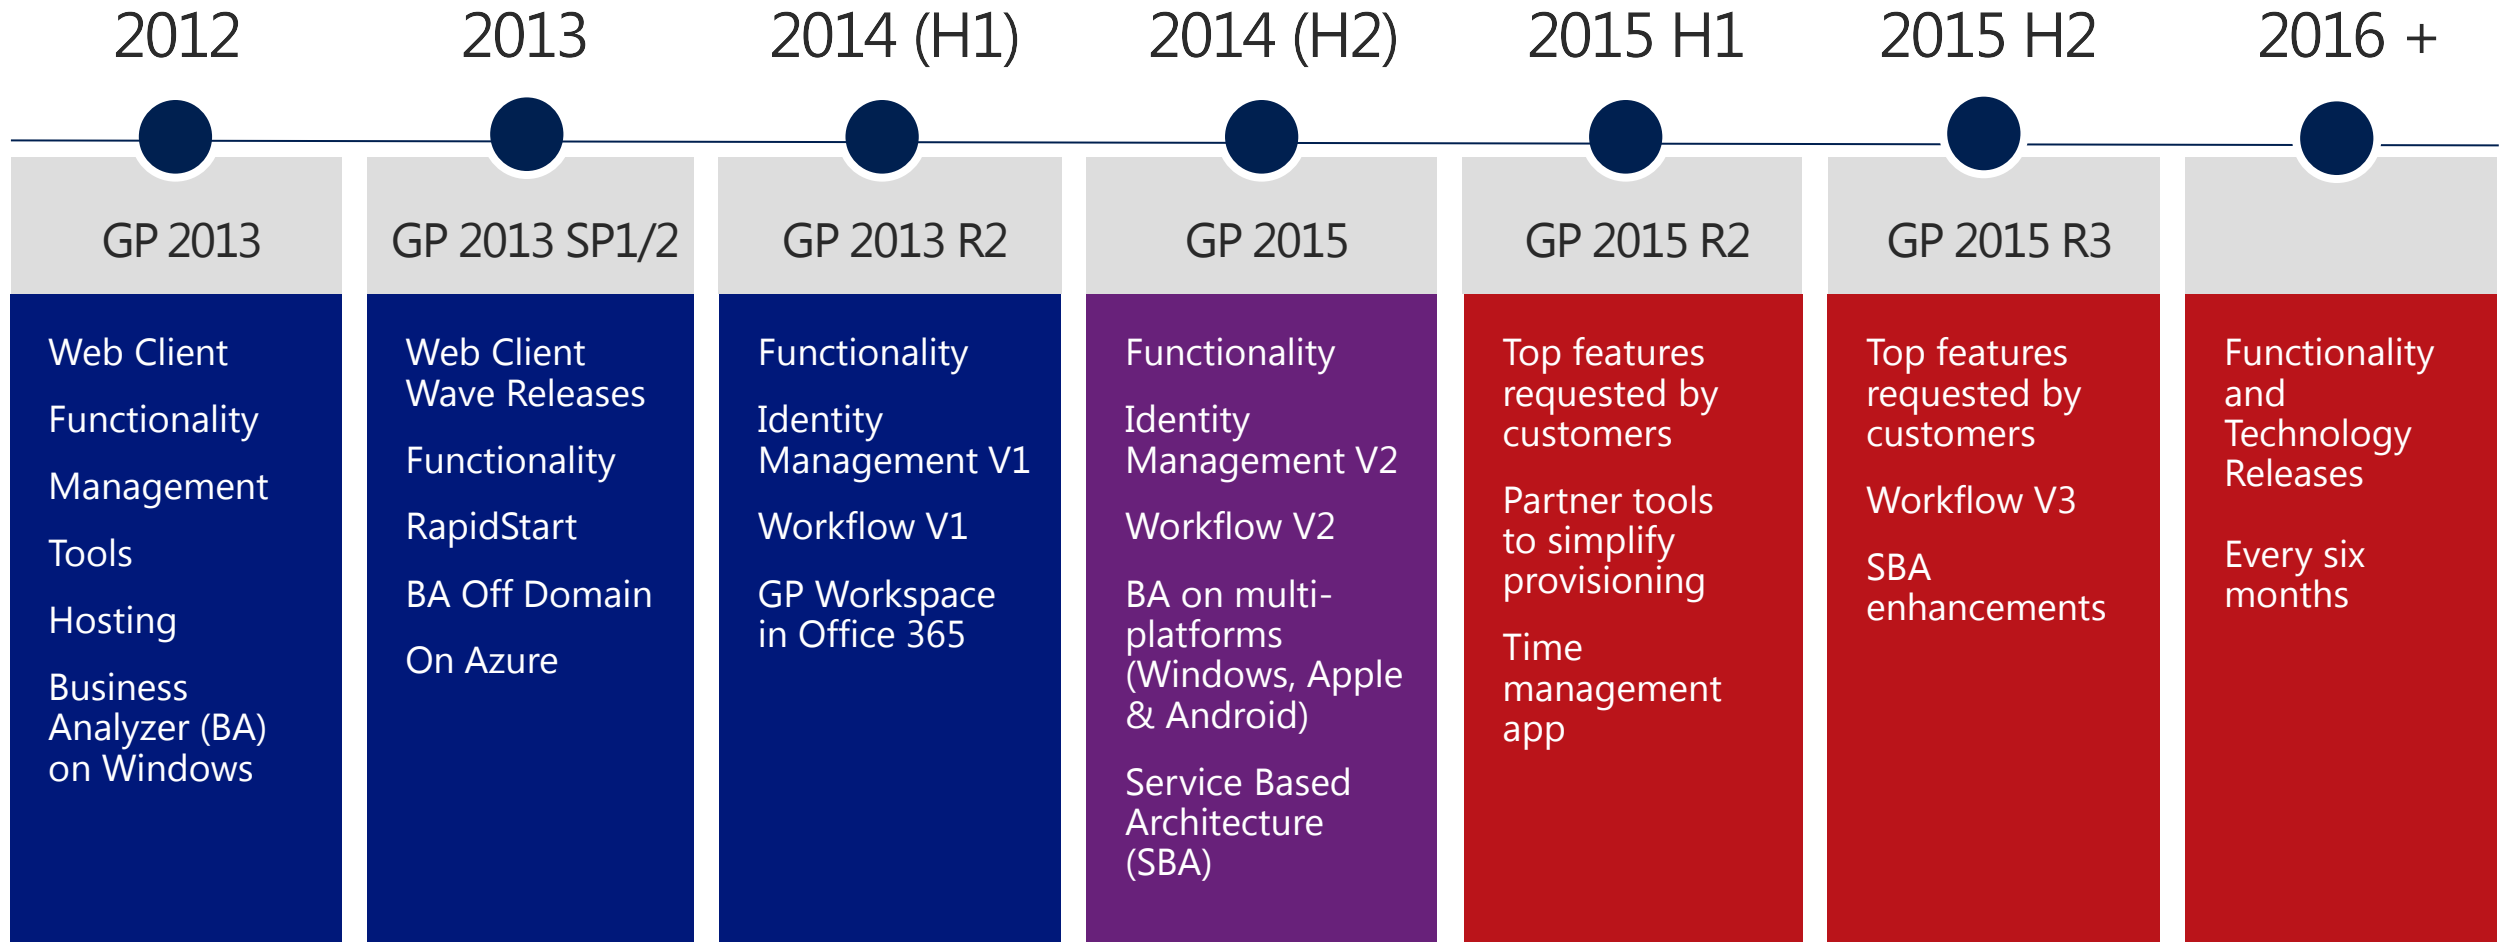 2012
2013
2014 (H1)
2014 (H2)
2015 H1
2015 H2
2016 +
GP 2013
GP 2013 SP1/2
GP 2013 R2
GP 2015
GP 2015 R2
GP 2015 R3
Web Client
Functionality
Management
Tools
Hosting
Business
Analyzer (BA)
on Windows
Web Client
Wave Releases
Functionality
RapidStart
BA Off Domain
On Azure
Functionality
Identity
Management V1
Workflow V1
GP Workspace
in Office 365
Functionality
Identity
Management V2
Workflow V2
BA on multi-
platforms
(Windows, Apple
& Android)
Service Based
Architecture
(SBA)
Top features
requested by
customers
Partner tools
to simplify
provisioning
Time
management
app
Top features
requested by
customers
Workflow V3
SBA
enhancements
Functionality
and
Technology
Releases
Every six
months